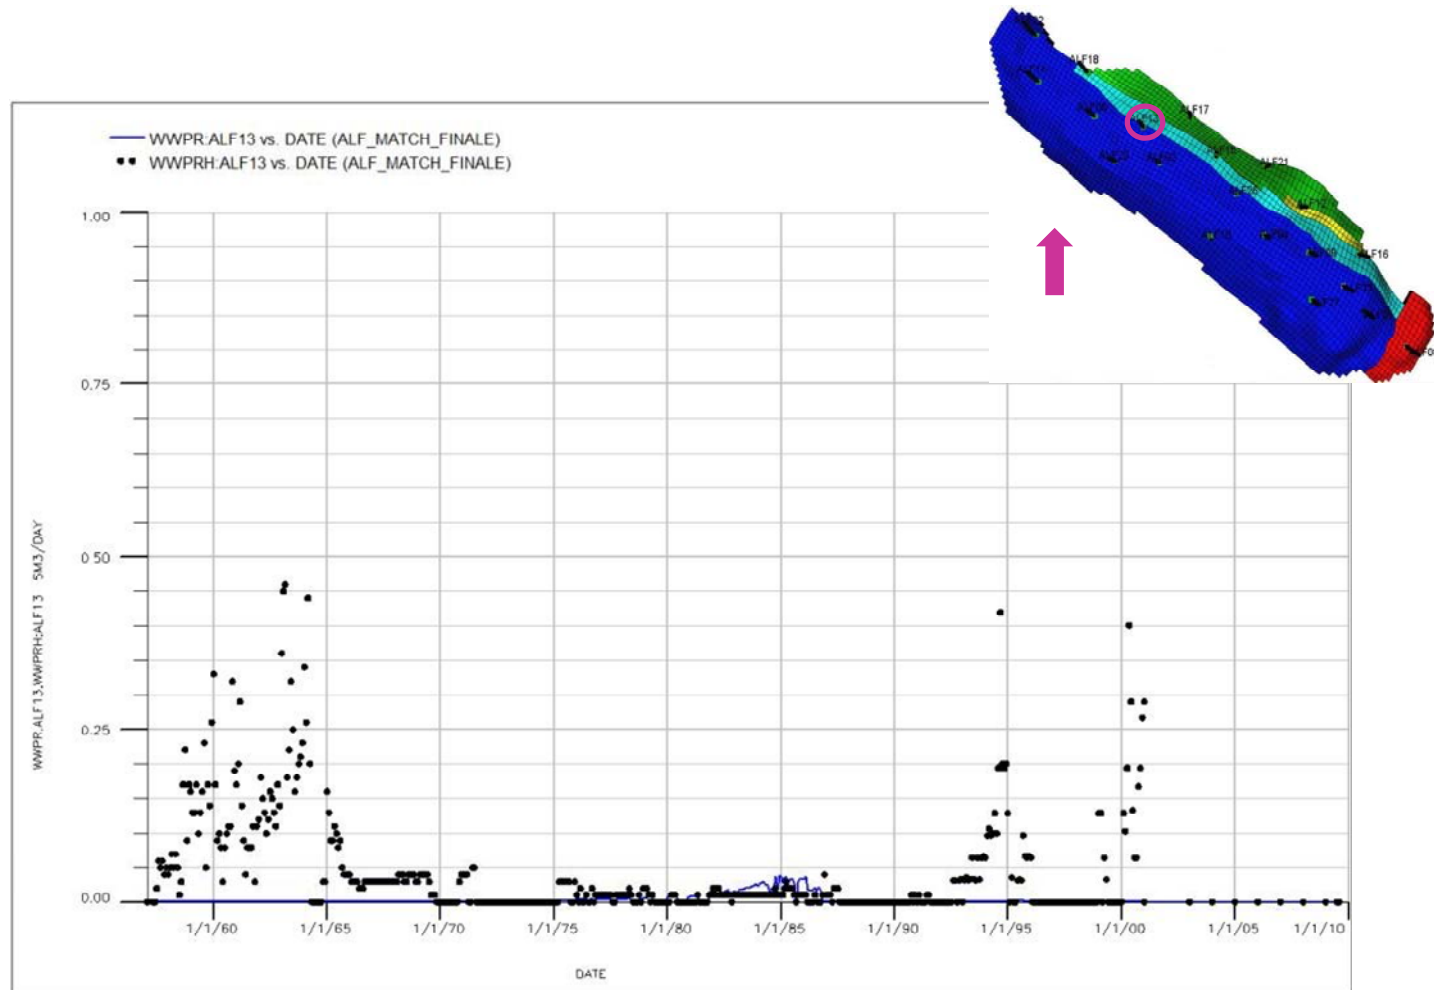 ALF18
ALF17
ALF21
ALF12
ALF16
WWPR:ALF13 vs. DATE (ALF_MATCH_FINALE)
WWPRH:ALF13 vs. DATE (ALF_MATCH_FINALE)
1.00
0.75
0.50
0.25
0.00
WWPR:ALF13,WWPRH:ALF13 SM3/DAY
1/1/60 1/1/65 1/1/70 1/1/75 1/1/80 1/1/85 1/1/90 1/1/95 1/1/00 1/1/05 1/1/10
DATE